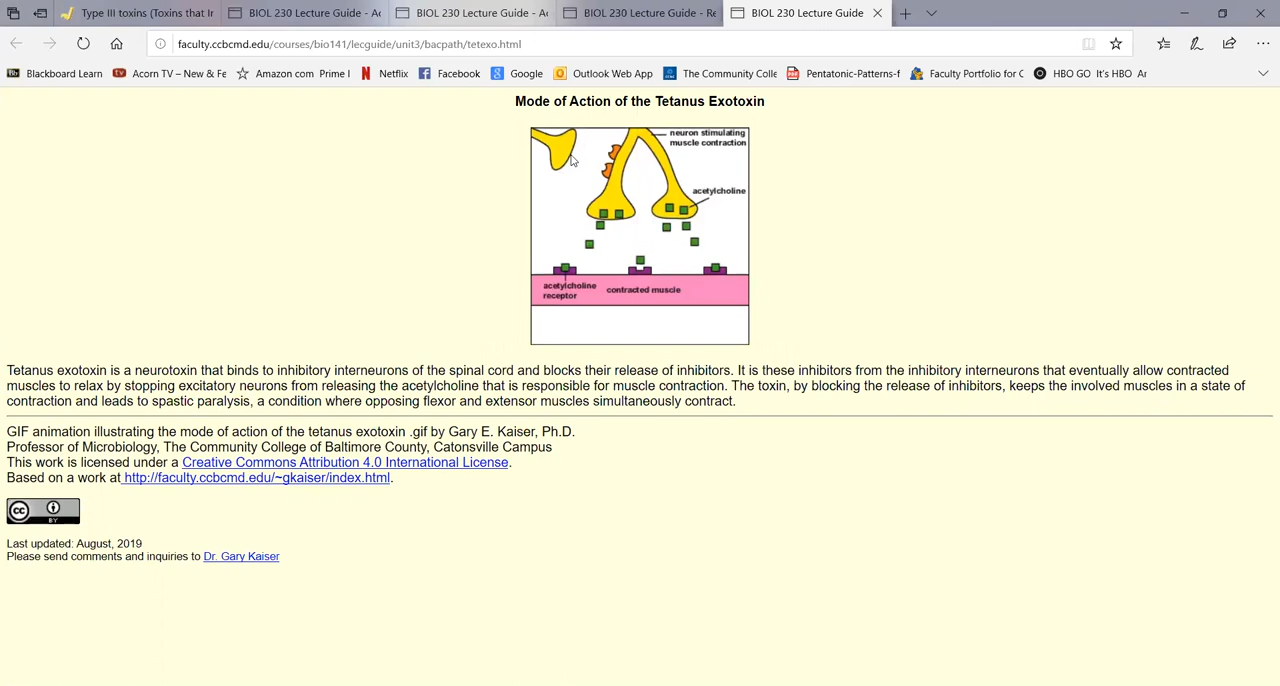 Type III toxins (Toxins that Ir
BIOL 230 Lecture Guide - Ac
BIOL 230 Lecture Guide - Ac
BIOL 230 Lecture Guide - Re
BIOL 230 Lecture Guide
faculty.ccbcmd.edu/courses/bio141/lecguide/unit3/bacpath/tetexo.html
Blackboard Learn
Acorn TV – New & Fe
Amazon com Prime I
Netflix
Facebook
Google
Outlook Web App
The Community Colle
Pentatonic-Patterns-f
Faculty Portfolio for C
HBO GO It's HBO Ar
Mode of Action of the Tetanus Exotoxin
neuron stimulating
muscle contraction
acetylcholine
acetylcholine
receptor
contracted muscle
Tetanus exotoxin is a neurotoxin that binds to inhibitory interneurons of the spinal cord and blocks their release of inhibitors. It is these inhibitors from the inhibitory interneurons that eventually allow contracted
muscles to relax by stopping excitatory neurons from releasing the acetylcholine that is responsible for muscle contraction. The toxin, by blocking the release of inhibitors, keeps the involved muscles in a state of
contraction and leads to spastic paralysis, a condition where opposing flexor and extensor muscles simultaneously contract.
GIF animation illustrating the mode of action of the tetanus exotoxin .gif by Gary E. Kaiser, Ph.D.
Professor of Microbiology, The Community College of Baltimore County, Catonsville Campus
This work is licensed under a Creative Commons Attribution 4.0 International License.
Based on a work at http://faculty.ccbcmd.edu/~gkaiser/index.html.
cc
BY
Last updated: August, 2019
Please send comments and inquiries to Dr. Gary Kaiser